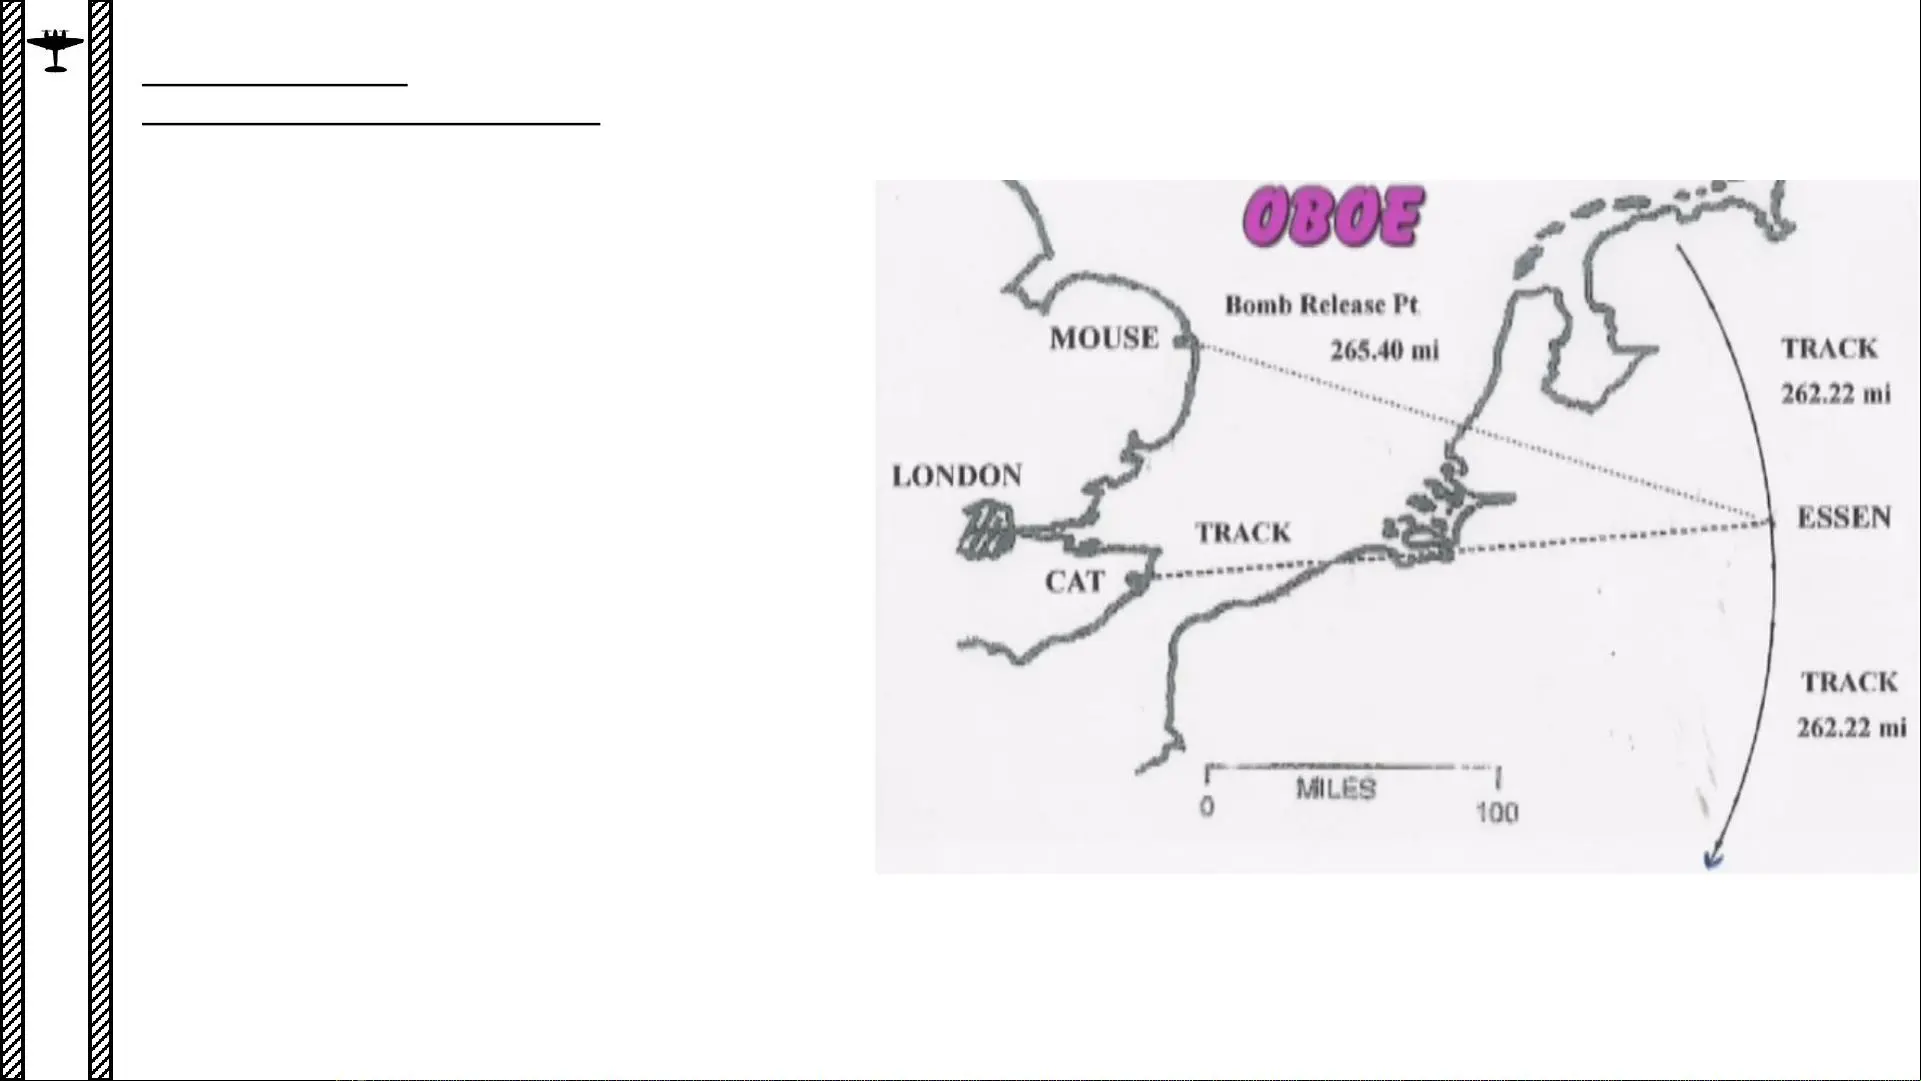 OBOE
Bomb Release Pt
265.40 mi
MOUSE
TRACK
262.22 mi
LONDON
ESSEN
TRACK
CAT
TRACK
262.22 mi
MILES
0
100